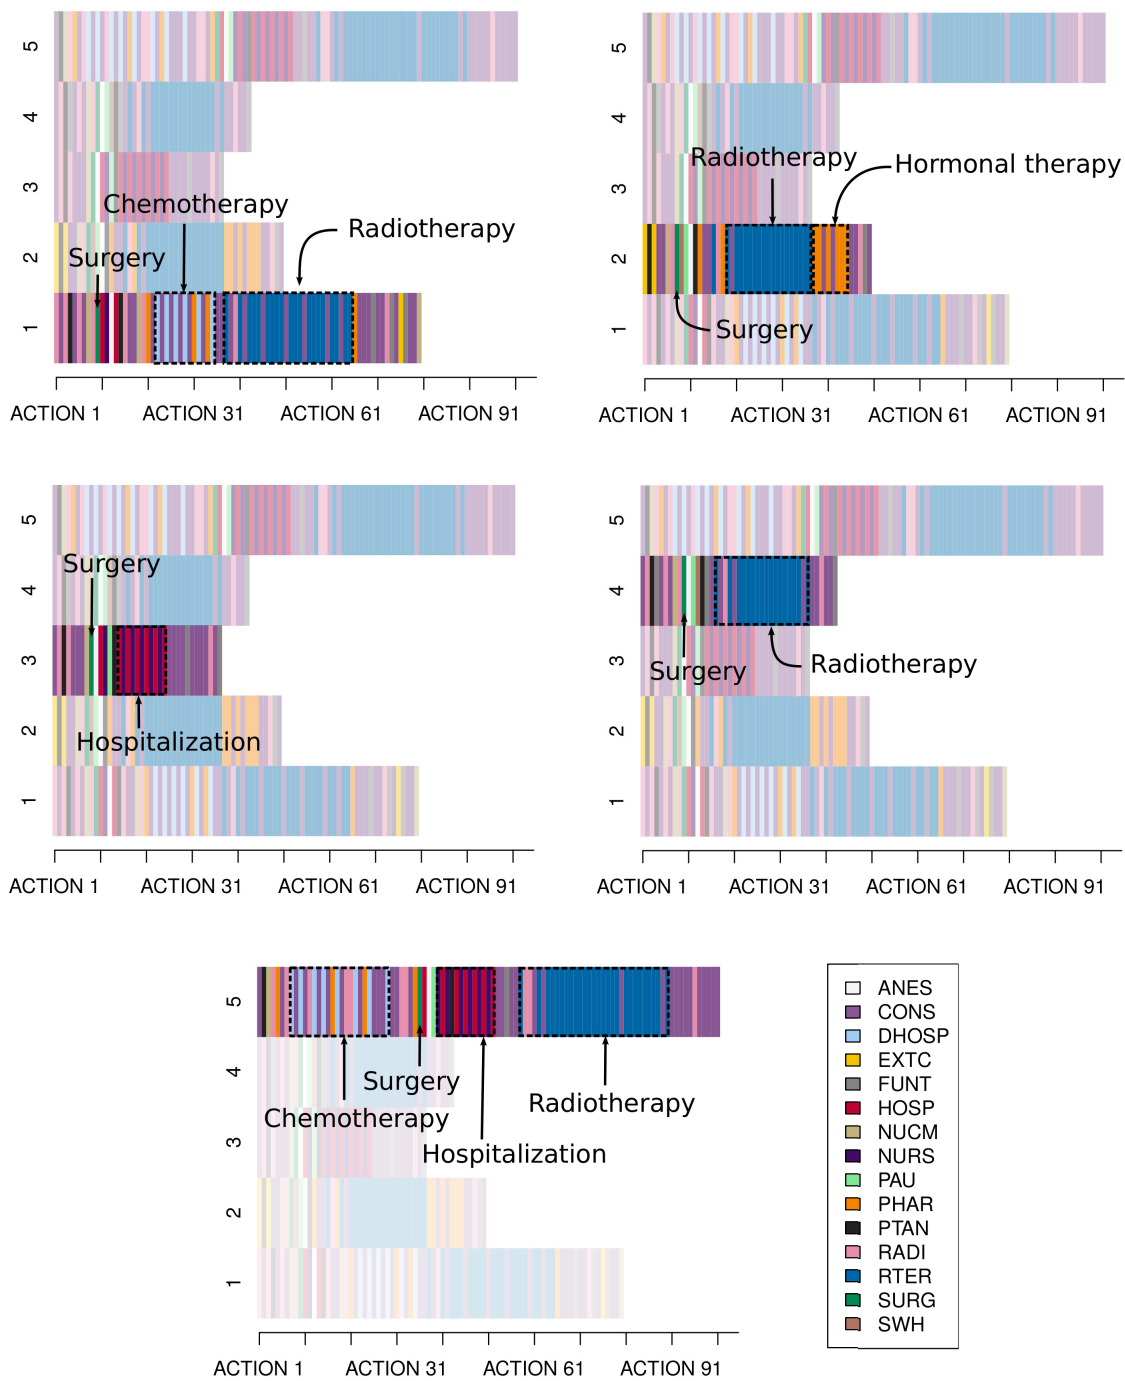 5
4
3
2
1
Chemotherapy
Radiotherapy
Surgery
ACTION 1
ACTION 31
ACTION 61
ACTION 91
5
4
3
2
1
Radiotherapy
Hormonal therapy
Surgery
ACTION 1
ACTION 31
ACTION 61
ACTION 91
5
4
3
2
1
Surgery
Hospitalization
ACTION 1
ACTION 31
ACTION 61
ACTION 91
5
4
3
2
1
Surgery
Radiotherapy
ACTION 1
ACTION 31
ACTION 61
ACTION 91
5
4
3
2
1
Surgery
Chemotherapy
Radiotherapy
Hospitalization
ACTION 1
ACTION 31
ACTION 61
ACTION 91
ANES
CONS
DHOSP
EXTC
FUNT
HOSP
NUCM
NURS
PAU
PHAR
PTAN
RADI
RTER
SURG
SWH